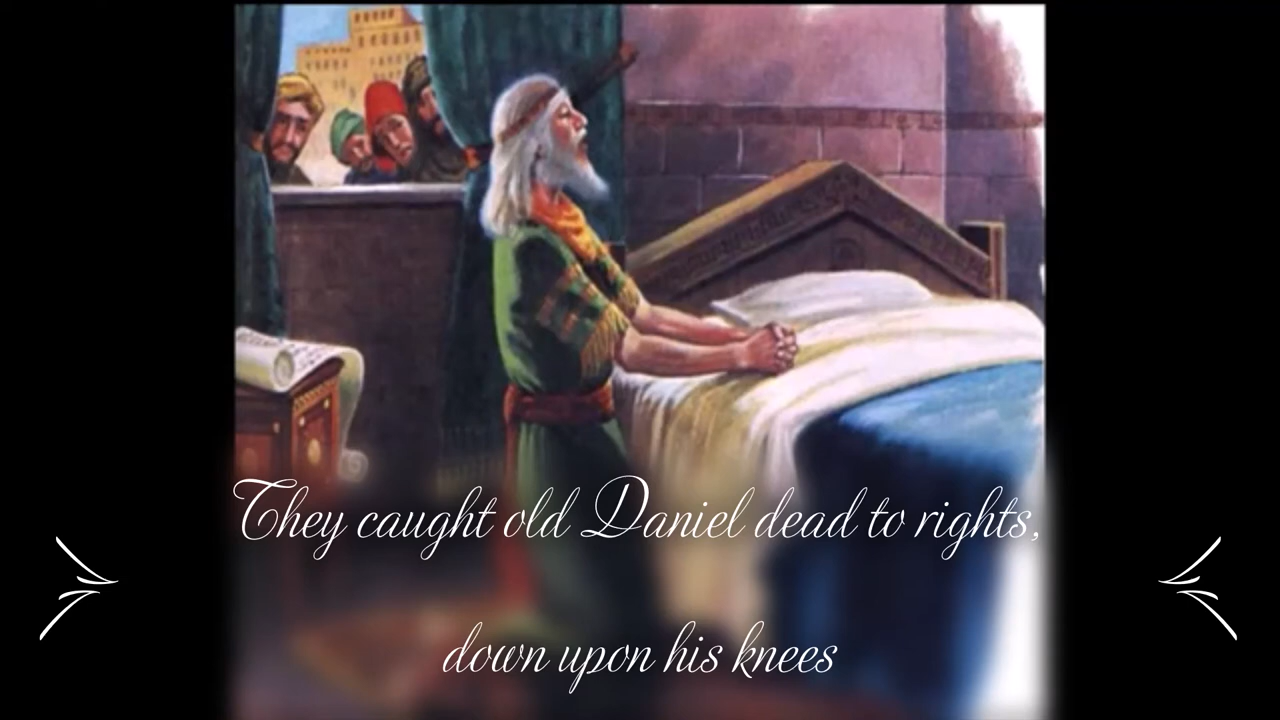 They caught old Daniel dead to rights,
down upon his knees